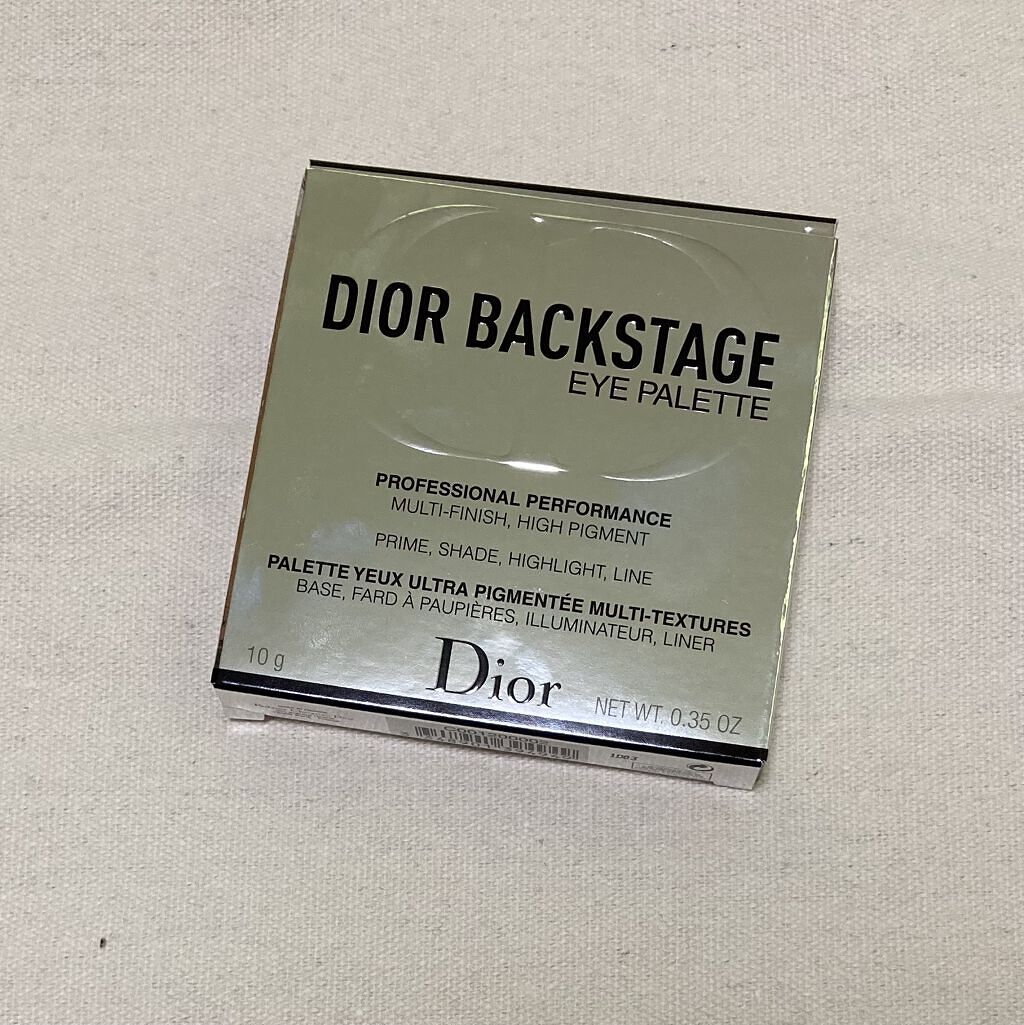 DIOR BACKSTAGE
EYE PALETTE
PROFESSIONAL PERFORMANCE
MULTI-FINISH, HIGH PIGMENT
PRIME, SHADE, HIGHLIGHT, LINE
PALETTE YEUX ULTRA PIGMENTÉE MULTI-TEXTURES
BASE, FARD À PAUPIÈRES, ILLUMINATEUR, LINER
10 g
Dior
NET WT. 0.35 OZ
1D03